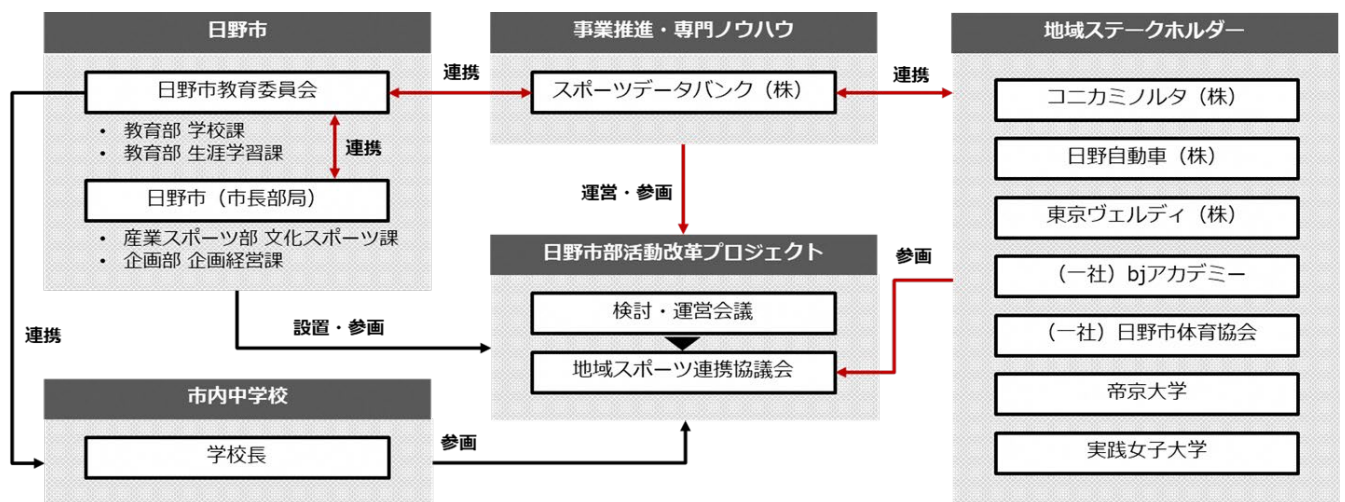 日野市
日野市教育委員会
• 教育部 学校課
• 教育部 生涯学習課
連携
日野市（市長部局）
• 産業スポーツ部 文化スポーツ課
• 企画部 企画経営課
連携
事業推進・専門ノウハウ
スポーツデータバンク（株）
連携
地域ステークホルダー
コニカミノルタ（株）
日野自動車（株）
東京ヴェルディ（株）
（一社）bjアカデミー
（一社）日野市体育協会
帝京大学
実践女子大学
運営・参画
日野市部活動改革プロジェクト
検討・運営会議
地域スポーツ連携協議会
参画
設置・参画
連携
市内中学校
学校長
参画